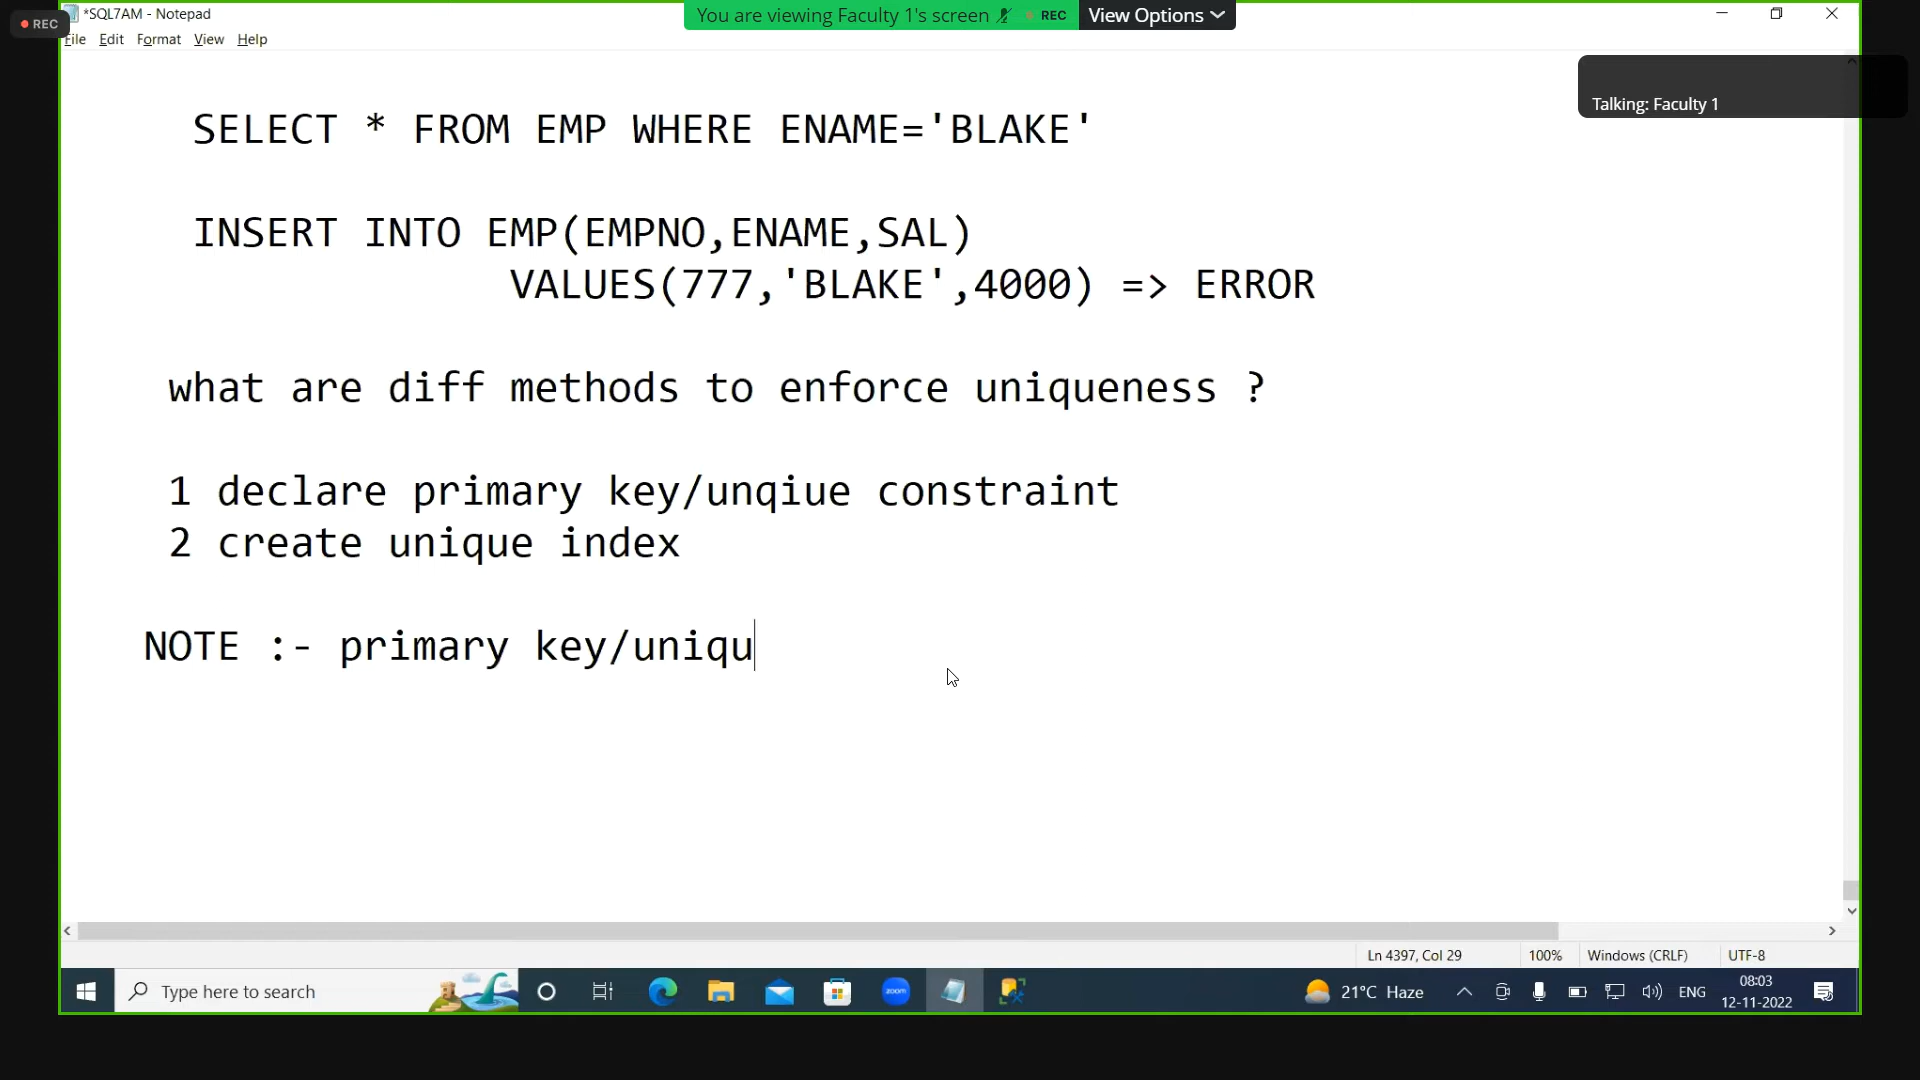 REC
*SQL7AM - Notepad
You are viewing Faculty 1's screen REC View Options
File Edit Format View Help
Talking: Faculty 1
SELECT * FROM EMP WHERE ENAME='BLAKE'
INSERT INTO EMP(EMPNO,ENAME,SAL)
VALUES(777,'BLAKE',4000) => ERROR
what are diff methods to enforce uniqueness ?
1 declare primary key/unqiue constraint
2 create unique index
NOTE :- primary key/uniqu
Ln 4397, Col 29 100% Windows (CRLF) UTF-8
Type here to search
zoom
21°C Haze
ENG
08:03
12-11-2022